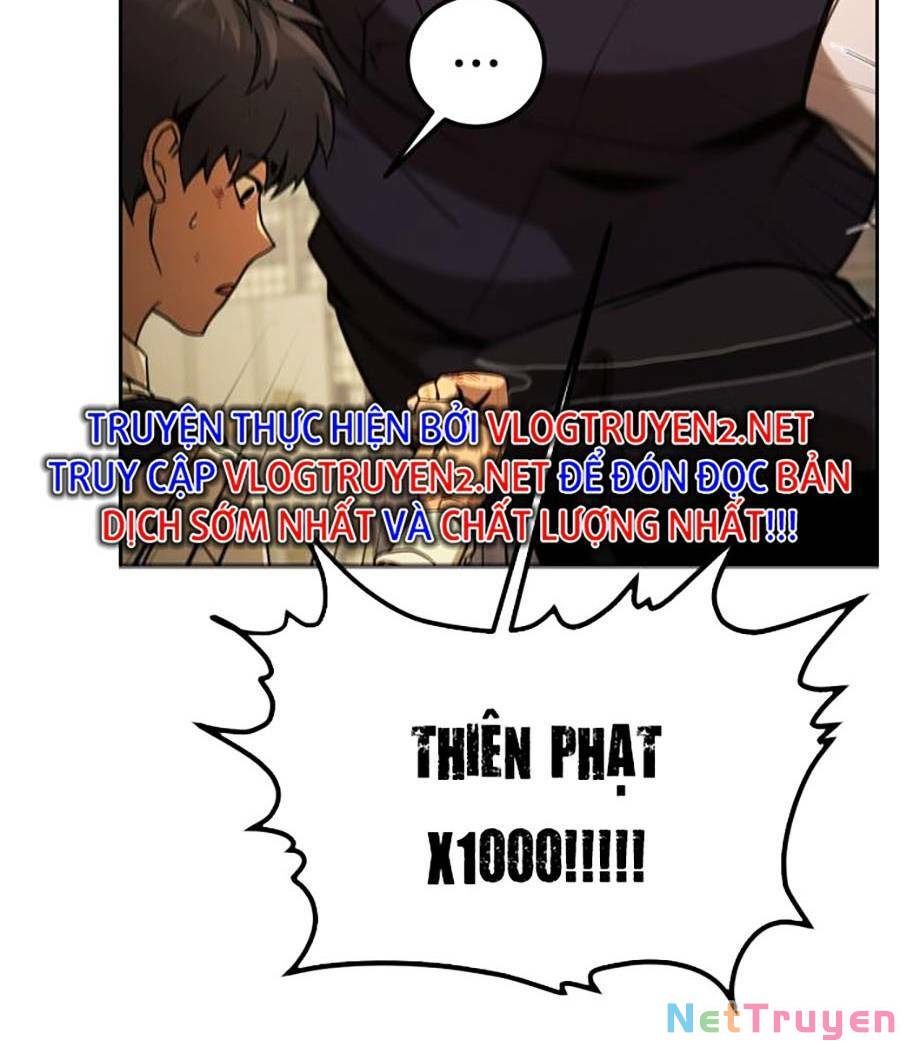 ...
TRUYỆN THỰC HIỆN BỞI VLOGTRUYEN2.NET
TRUY CẬP VLOGTRUYEN2.NET ĐỂ ĐÓN ĐỌC BẢN
DỊCH SỚM NHẤT VÀ CHẤT LƯỢNG NHẤT!!!
THIÊN PHẠT
X1000!!!!!
NetTruyen